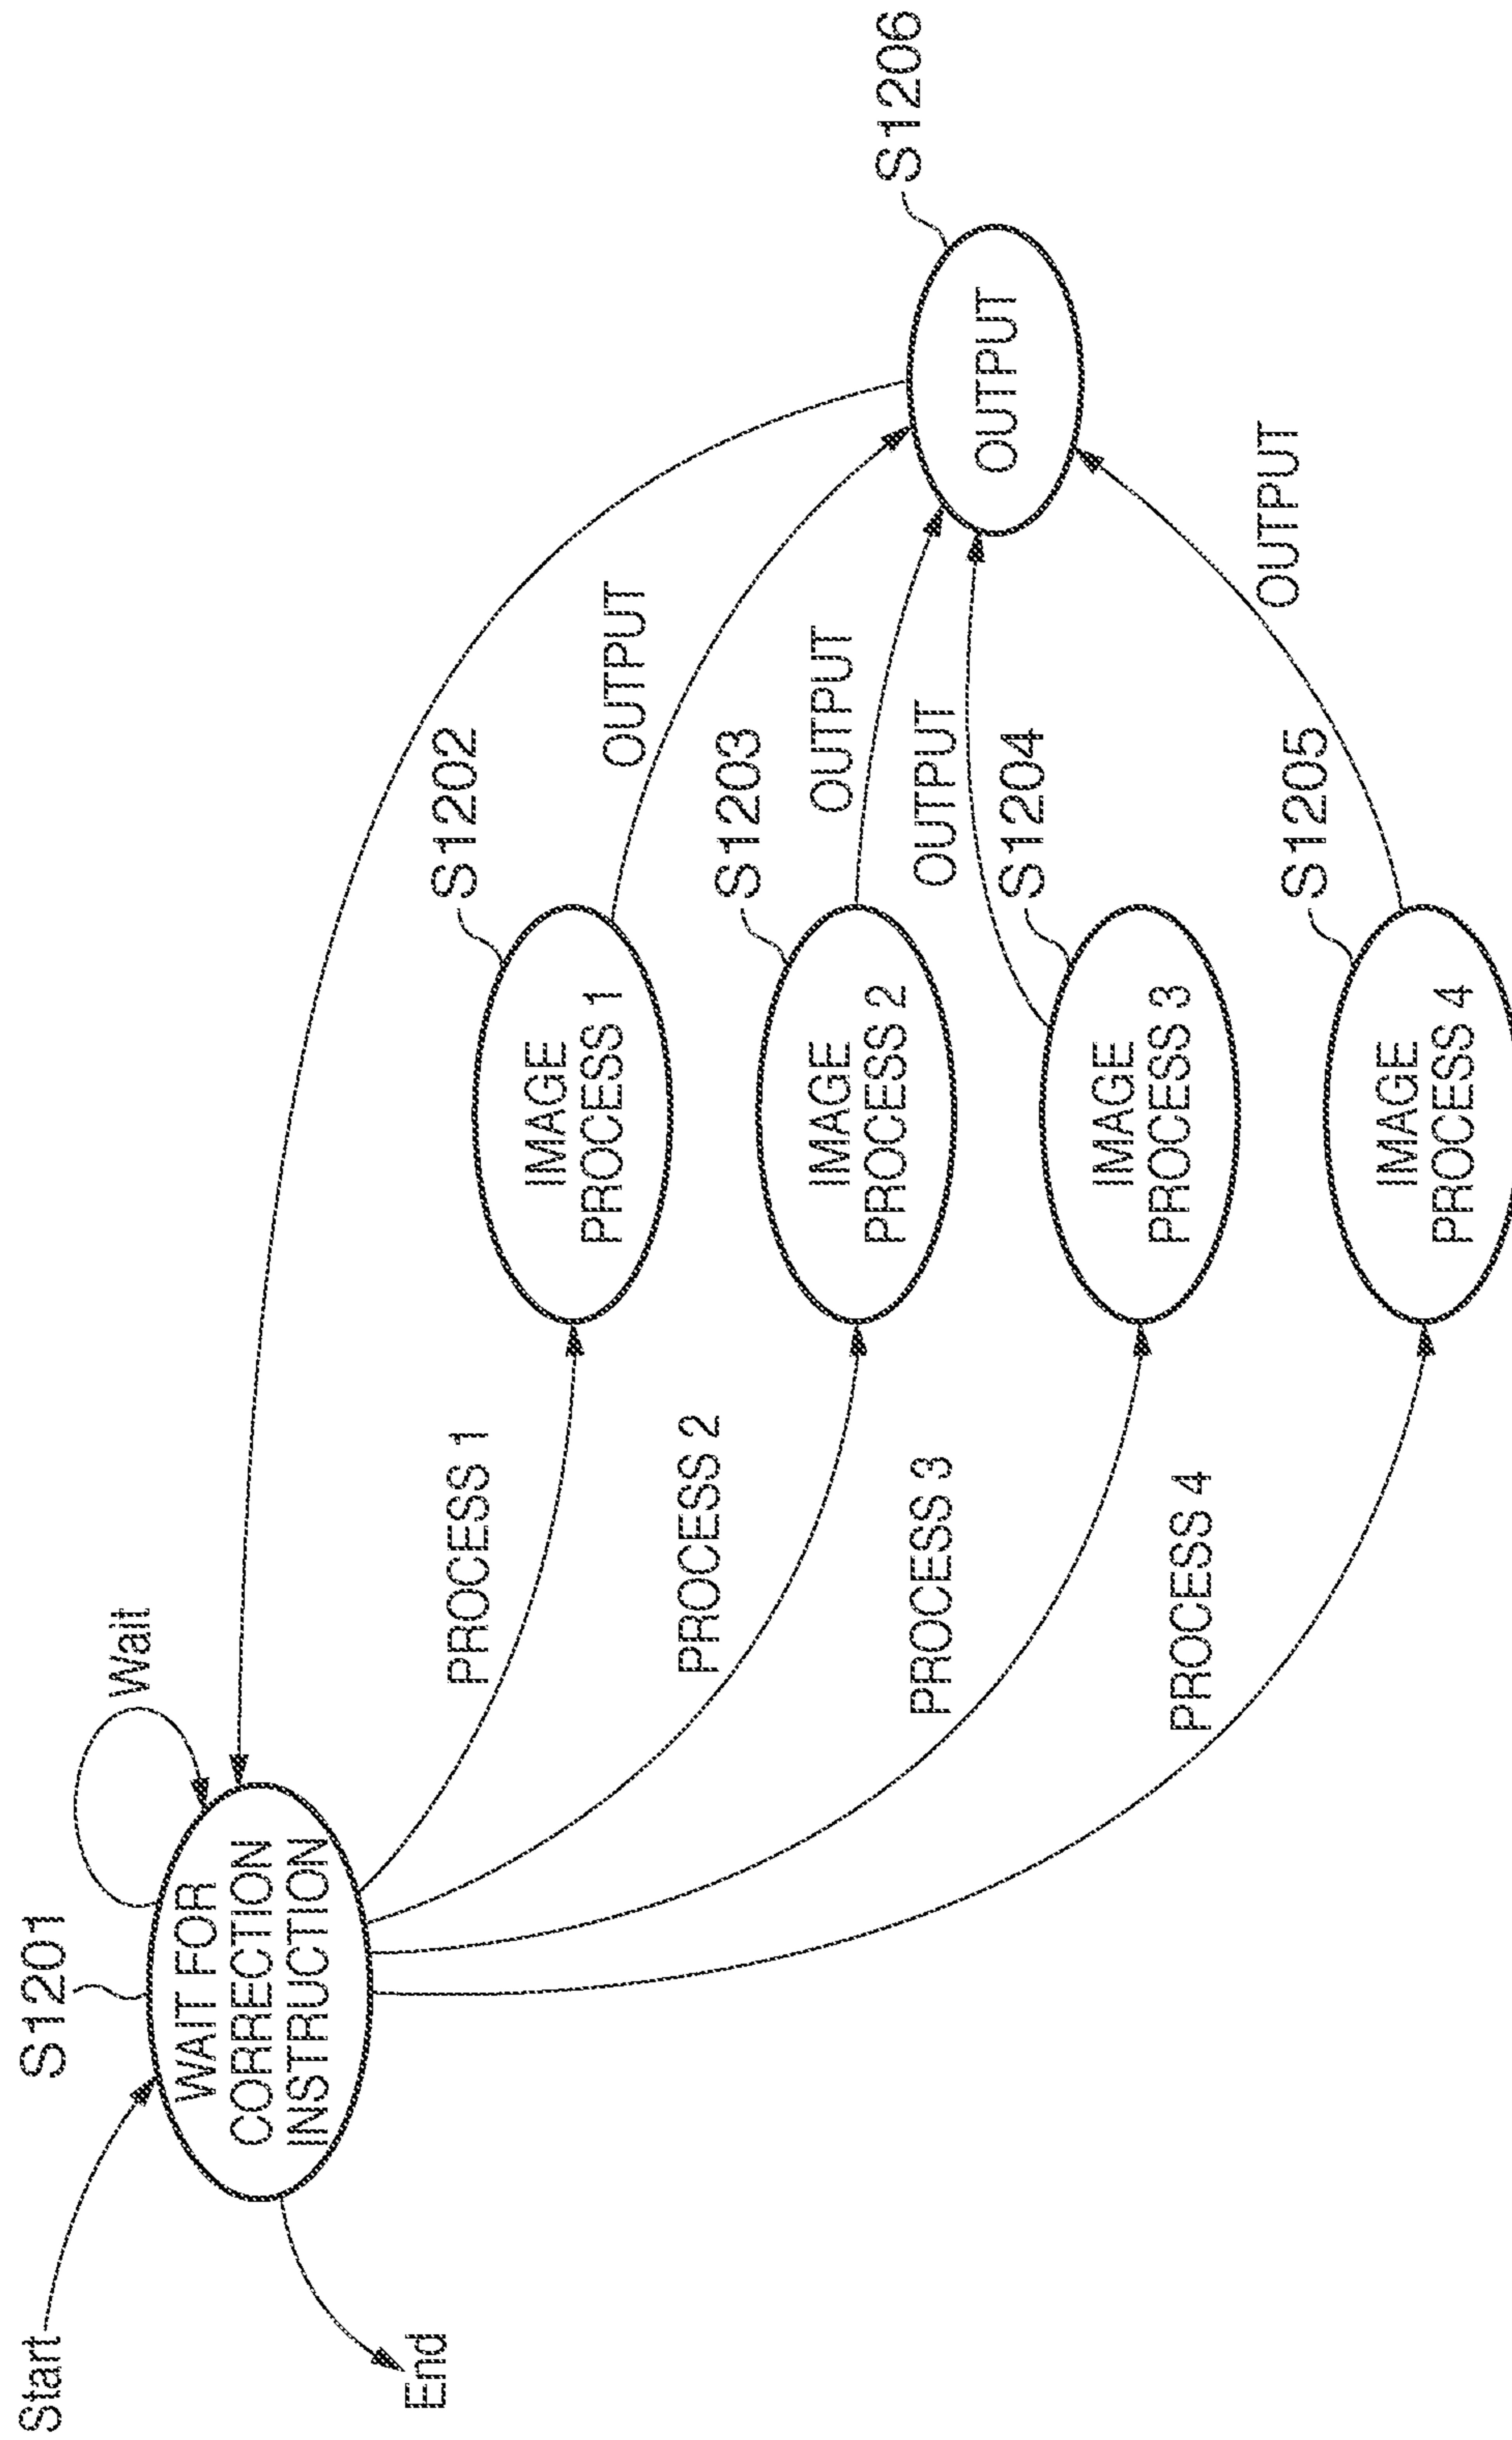 Start
S1201
WAIT FOR
CORRECTION
INSTRUCTION
Wait
End
PROCESS 1
PROCESS 2
PROCESS 3
PROCESS 4
S1202
IMAGE
PROCESS 1
S1203
IMAGE
PROCESS 2
S1204
IMAGE
PROCESS 3
S1205
IMAGE
PROCESS 4
OUTPUT
OUTPUT
OUTPUT
OUTPUT
S1206
OUTPUT